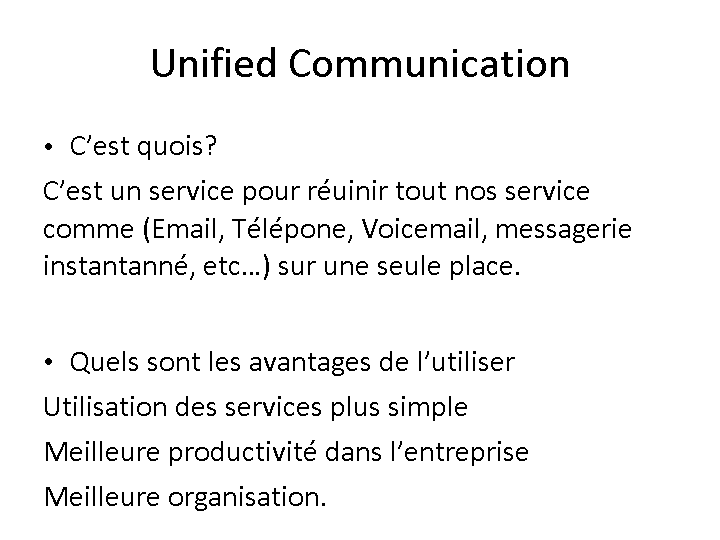 Unified Communication
• C’est quois?
C’est un service pour réuinir tout nos service
comme (Email, Télépone, Voicemail, messagerie
instantanné, etc…) sur une seule place.
• Quels sont les avantages de l’utiliser
Utilisation des services plus simple
Meilleure productivité dans l’entreprise
Meilleure organisation.